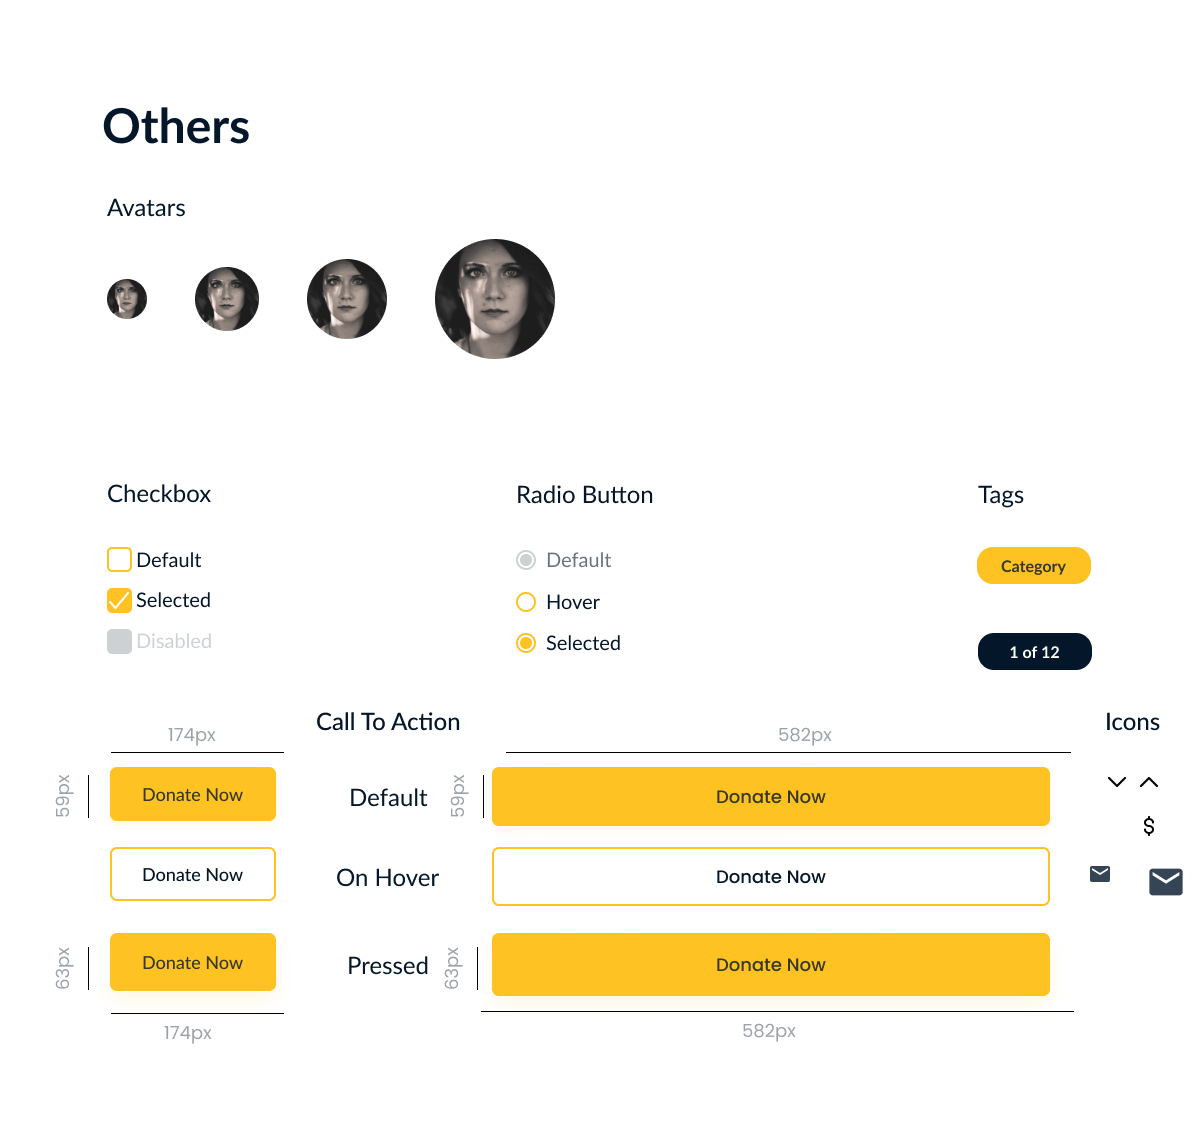 Others
Avatars
Checkbox
Default
Selected
Disabled
Radio Button
Default
Hover
Selected
Tags
Category
1 of 12
Call To Action
174px
582px
Icons
59px
Donate Now
Default
59px
Donate Now
$
Donate Now
On Hover
Donate Now
63px
Donate Now
Pressed
63px
Donate Now
174px
582px